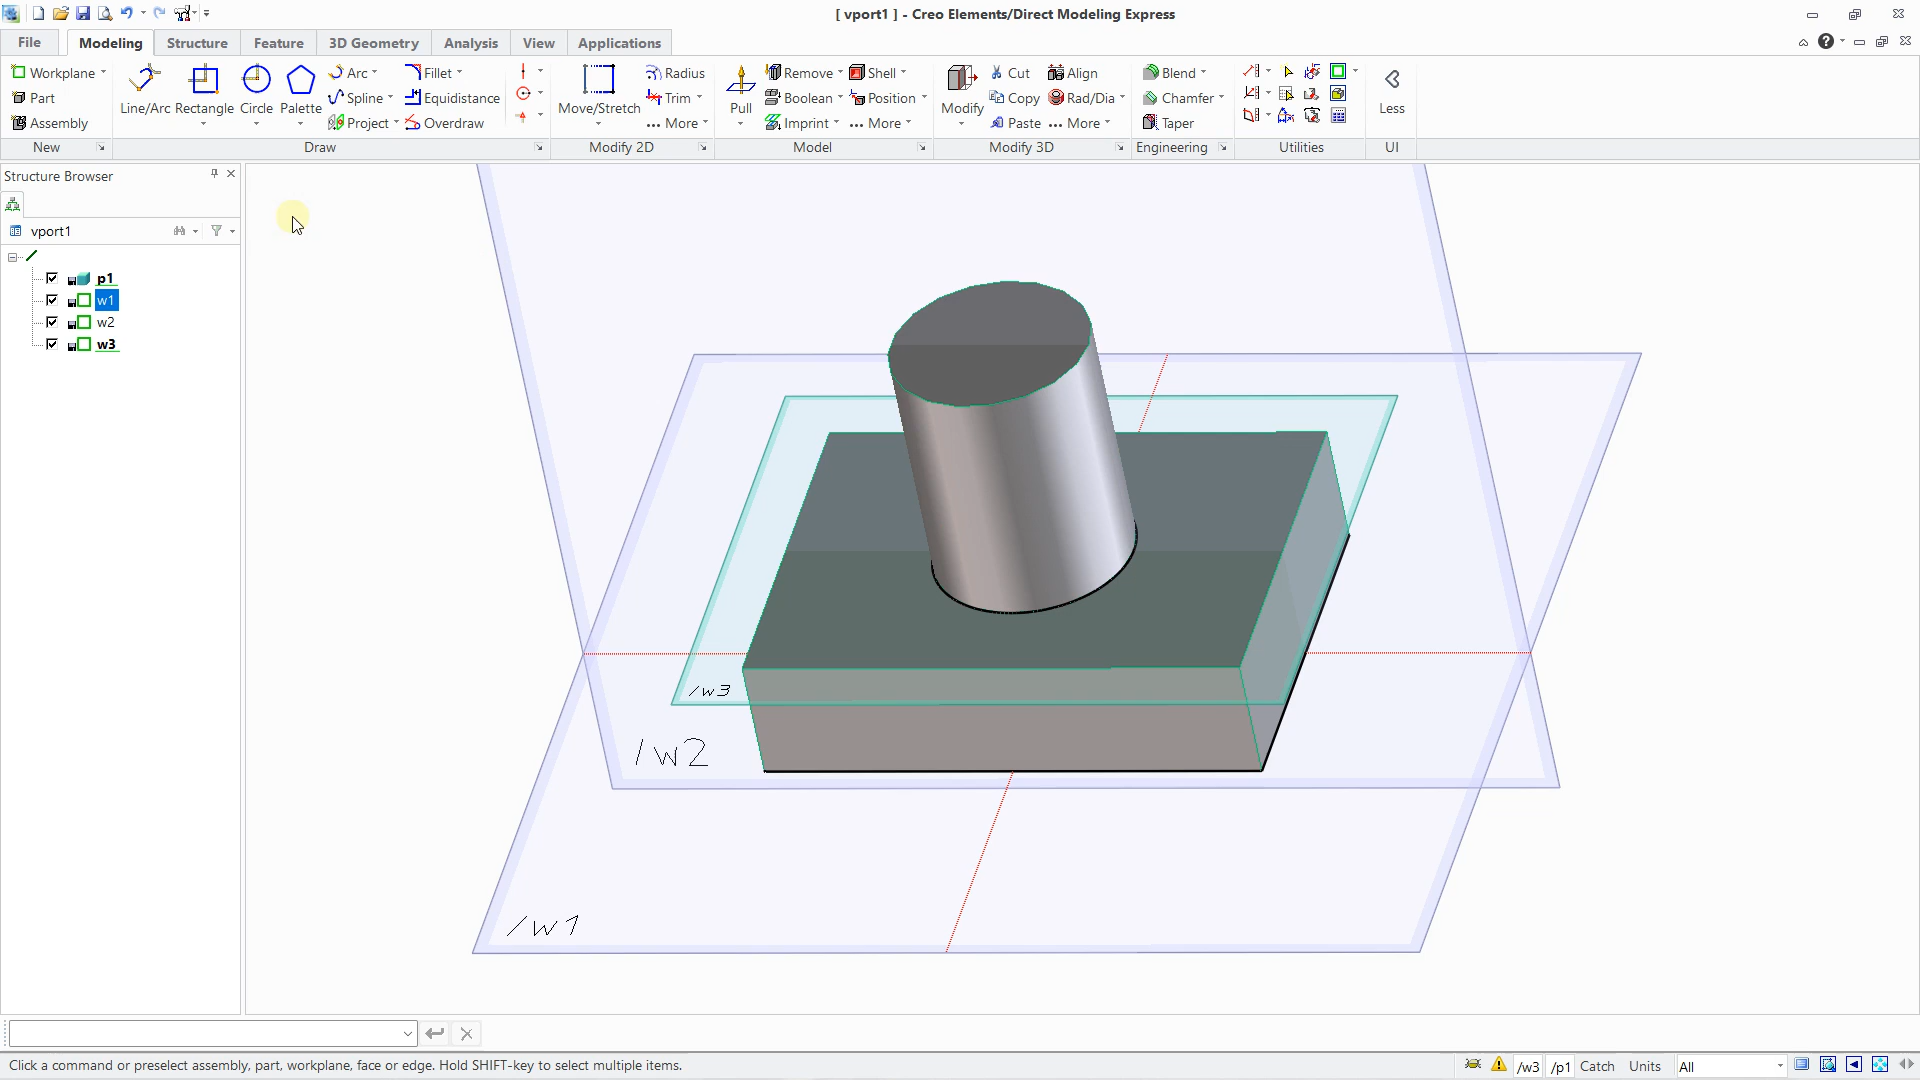 [ vport1 ] - Creo Elements/Direct Modeling Express
File Modeling Structure Feature 3D Geometry Analysis View Applications
Workplane
Part
Assembly
New
Line/Arc Rectangle Circle Palette
Arc Fillet
Spline Equidistance
Project Overdraw
Draw
Move/Stretch
Radius
Trim
... More
Modify 2D
Pull
Remove Shell
Boolean Position
Imprint ... More
Model
Modify
Cut Align
Copy Rad/Dia
Paste ... More
Modify 3D
Blend
Chamfer
Taper
Engineering
Utilities
Less
UI
Structure Browser
vport1
p1
w1
w2
w3
/w3
/w2
/w1
Click a command or preselect assembly, part, workplane, face or edge. Hold SHIFT-key to select multiple items.
/w3 /p1 Catch Units All